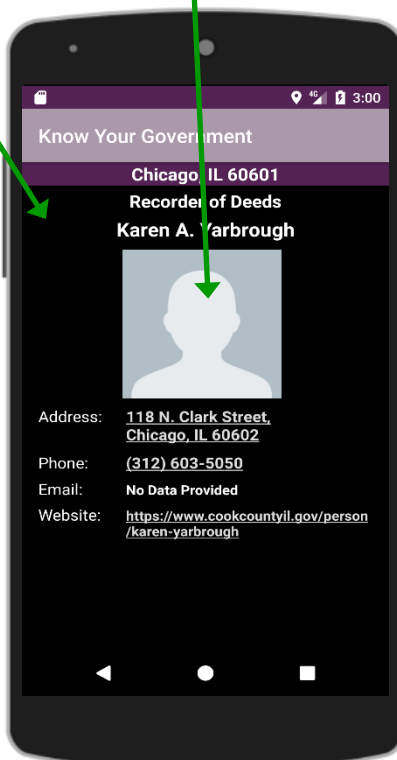 4G 3:00
Know Your Government
Chicago, IL 60601
Recorder of Deeds
Karen A. Yarbrough
Address: 118 N. Clark Street,
Chicago, IL 60602
Phone: (312) 603-5050
Email: No Data Provided
Website: https://www.cookcountyil.gov/person
/karen-yarbrough